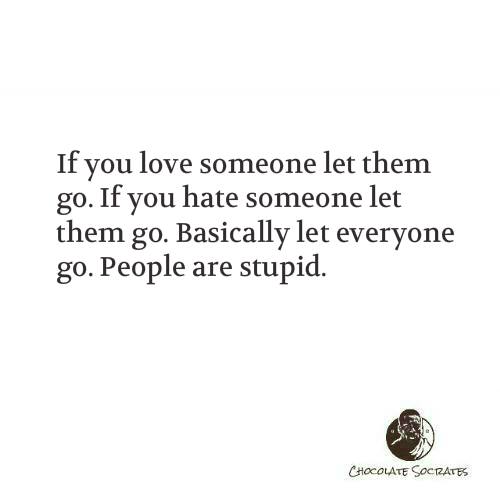 If you love someone let them
go. If you hate someone let
them go. Basically let everyone
go. People are stupid.
Chocolate Socrates